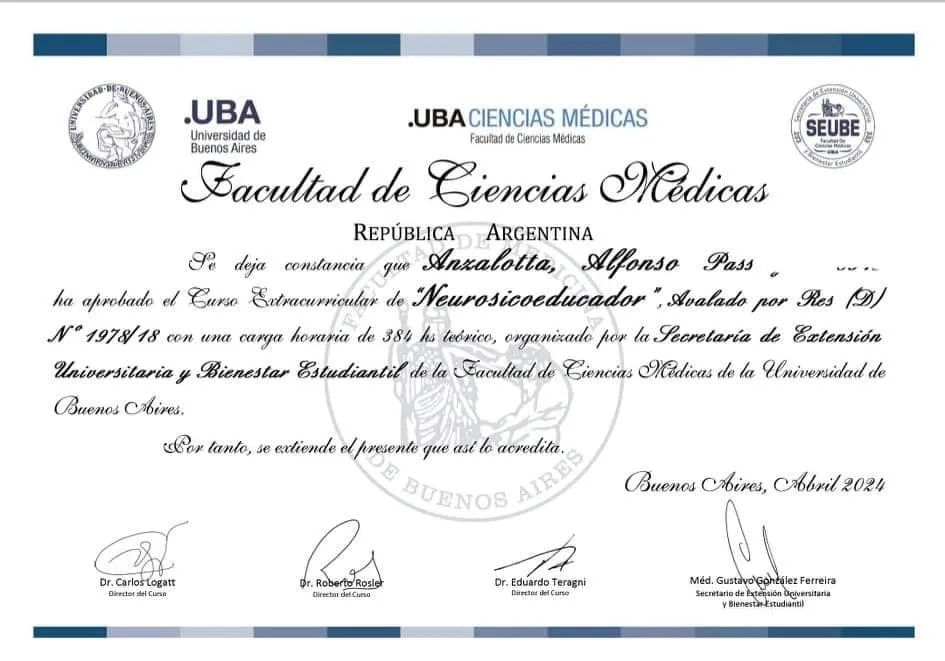 UNIVERSIDAD·DE·BUENOS·AIRES
.UBA
Universidad de
Buenos Aires
.UBA CIENCIAS MÉDICAS
Facultad de Ciencias Médicas
Secretaría de Extensión Universitaria
SEUBE
Facultad de
Ciencias Médicas
UBA
y Bienestar Estudiantil
Facultad de Ciencias Médicas
REPÚBLICA ARGENTINA
Se deja constancia que Anzalotta, Alfonso Pass
ha aprobado el Curso Extracurricular de "Neurosicoeducador", Avalado por Res (D)
Nº 1978/18 con una carga horaria de 384 hs teórico, organizado por la Secretaría de Extensión
Universitaria y Bienestar Estudiantil de la Facultad de Ciencias Médicas de la Universidad de
Buenos Aires.
Por tanto, se extiende el presente que así lo acredita.
FACULTAD DE MEDICINA
DE BUENOS AIRES
Buenos Aires, Abril 2024
Dr. Carlos Logatt
Director del Curso
Dr. Roberto Rosler
Director del Curso
Dr. Eduardo Teragni
Director del Curso
Méd. Gustavo González Ferreira
Secretario de Extensión Universitaria
y Bienestar Estudiantil